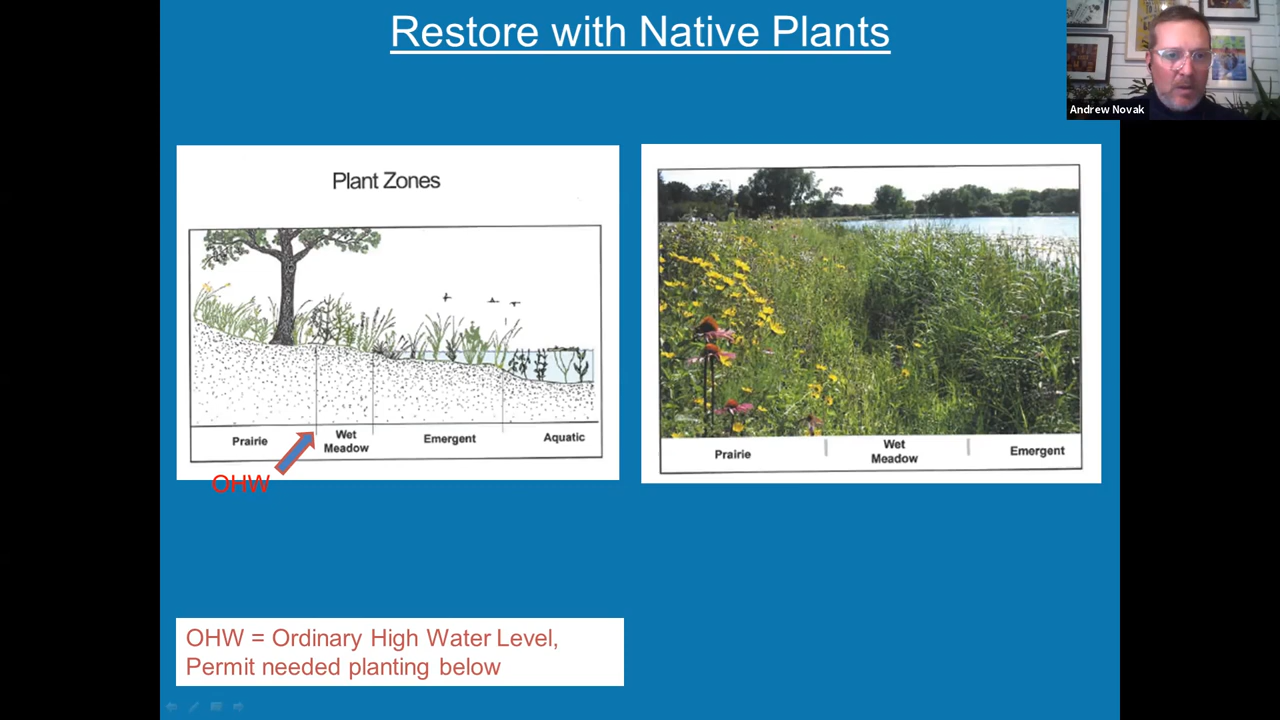 Restore with Native Plants
Andrew Novak
Plant Zones
Prairie
Wet
Meadow
Emergent
Aquatic
OHW
Prairie
Wet
Meadow
Emergent
OHW = Ordinary High Water Level,
Permit needed planting below